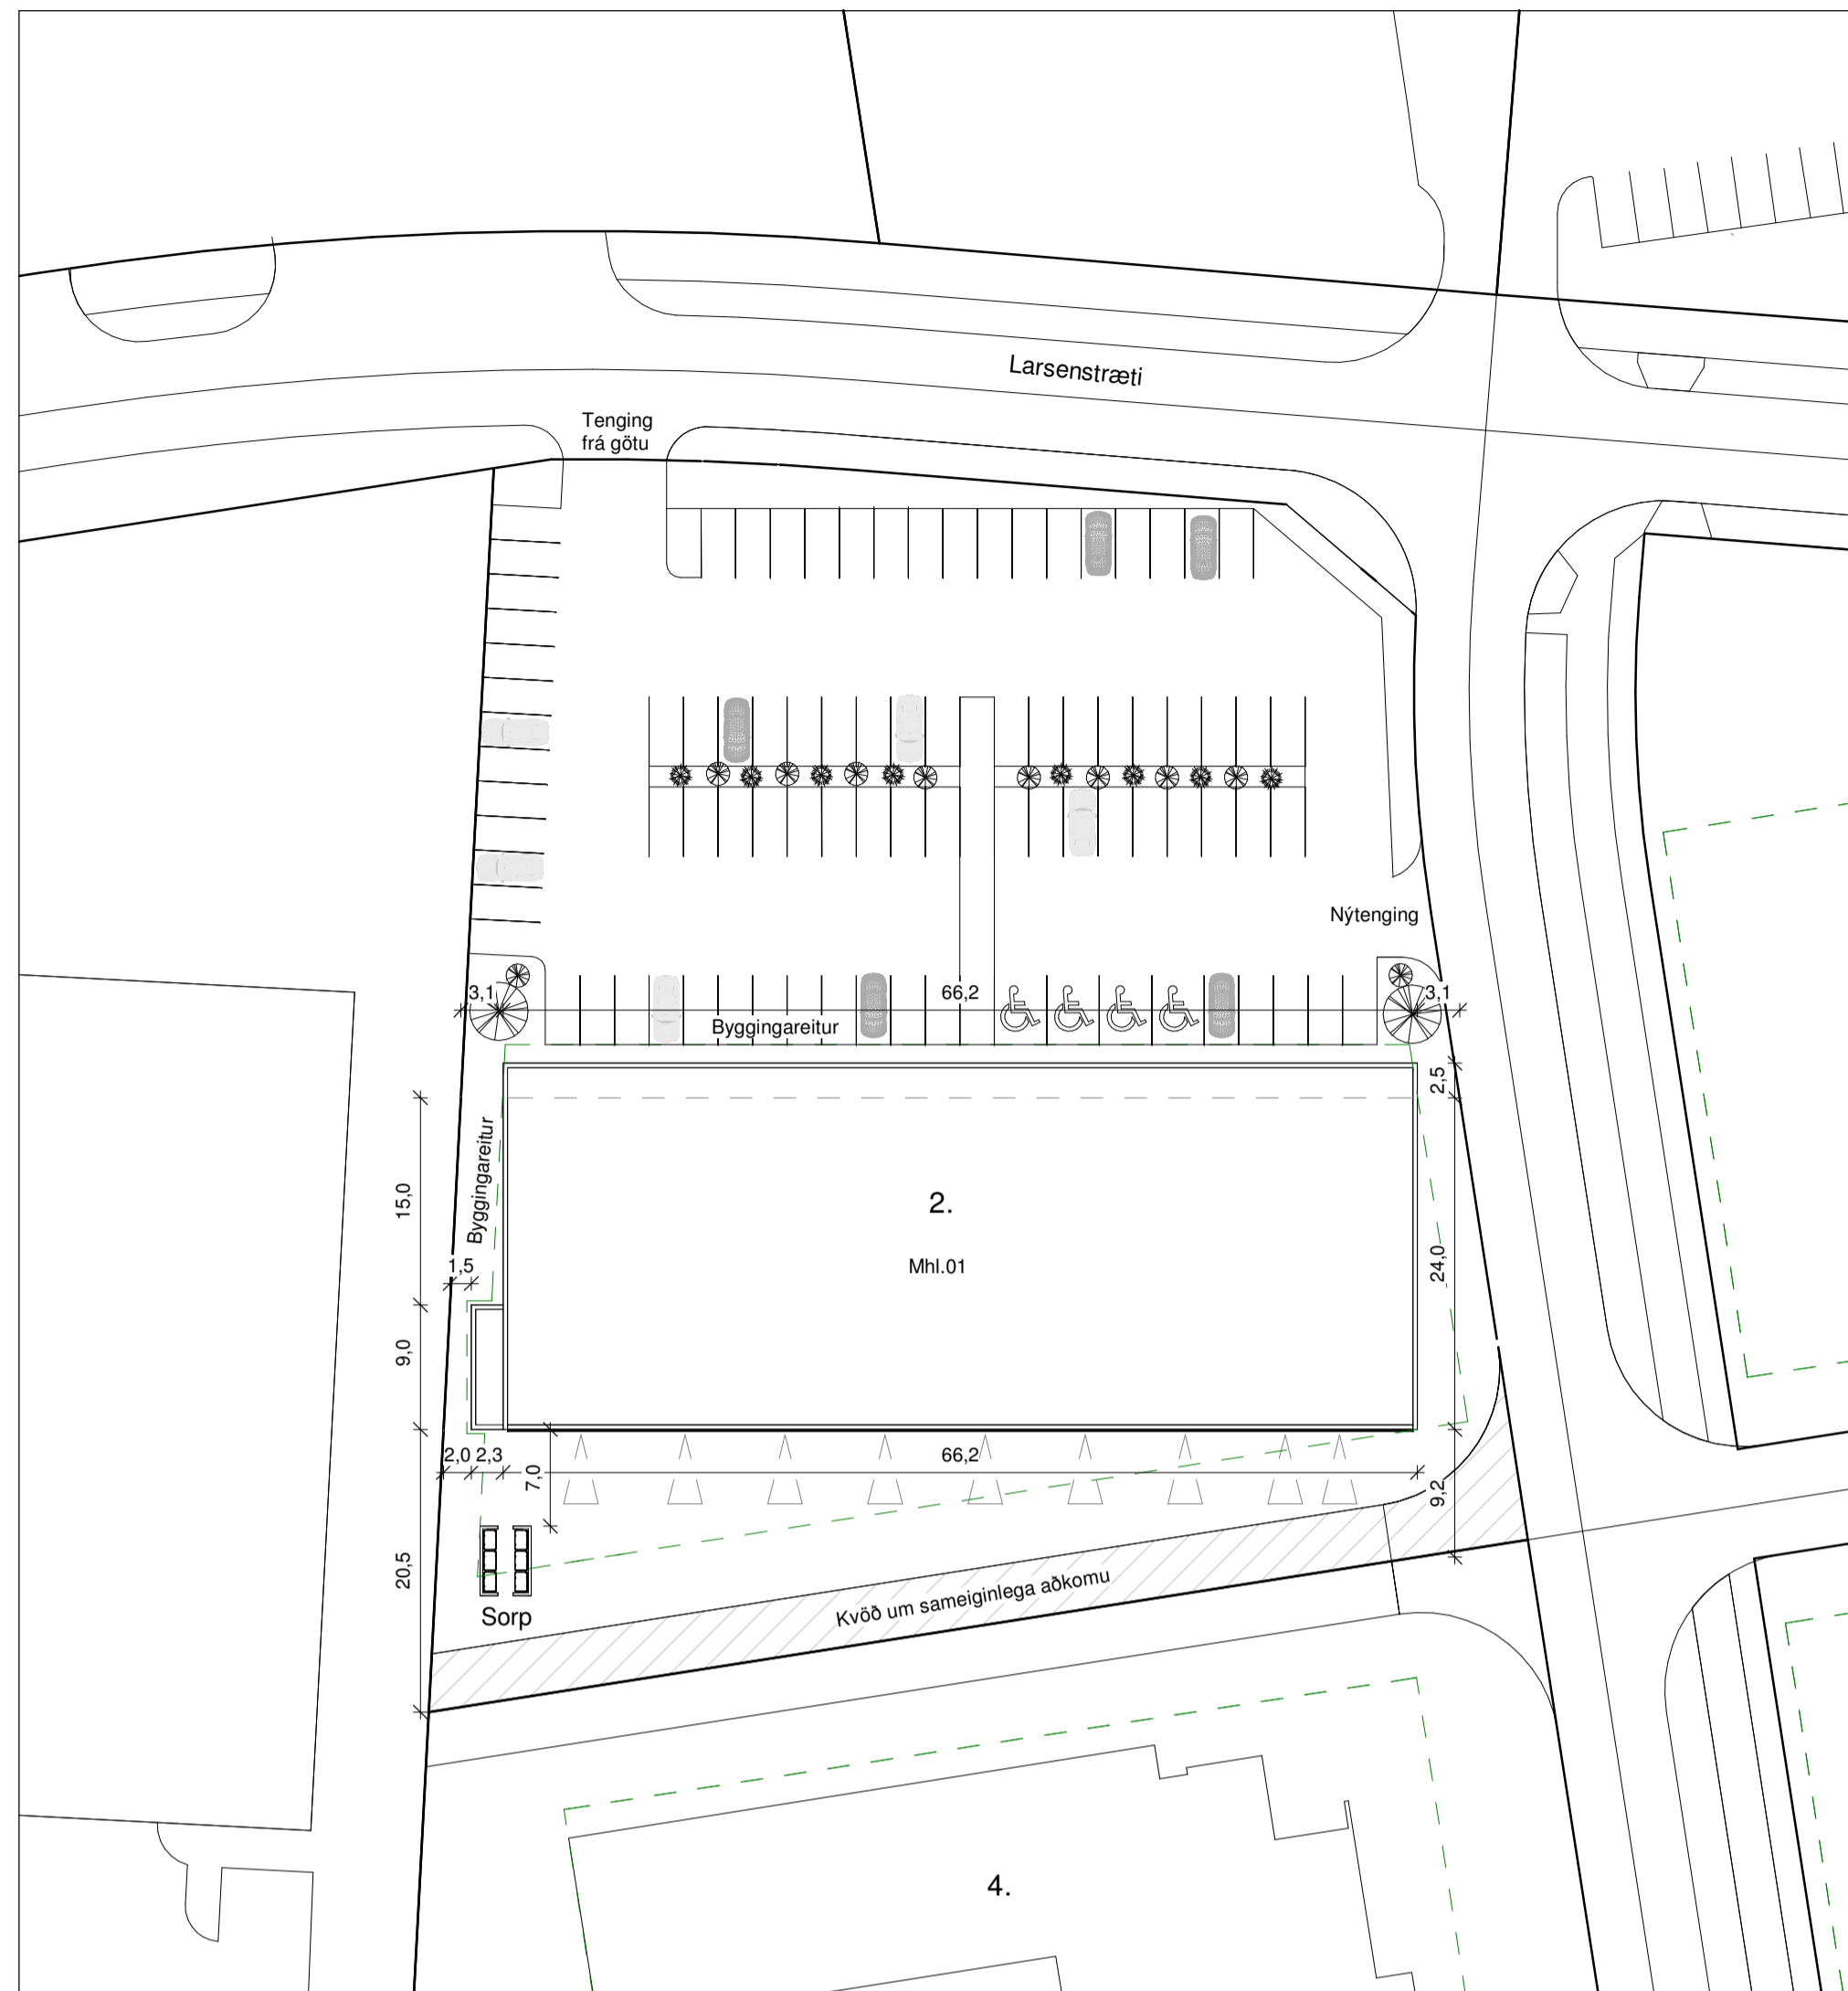 Larsenstræti
Tenging
frá götu
Nýtenging
3,1
66,2
3,1
Byggingareitur
2,5
Byggingareitur
15,0
2.
24,0
Mhl.01
1,5
9,0
2,0
2,3
7,0
66,2
9,2
20,5
Kvöð um sameiginlega aðkomu
Sorp
4.